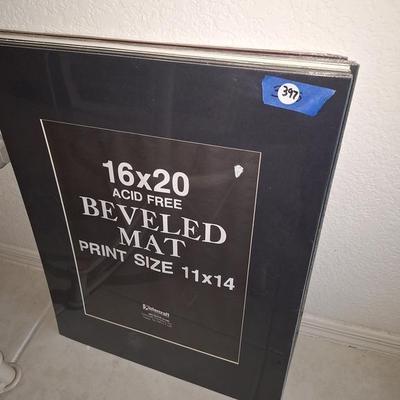 397
16x20
ACID FREE
BEVELED
MAT
PRINT SIZE 11x14